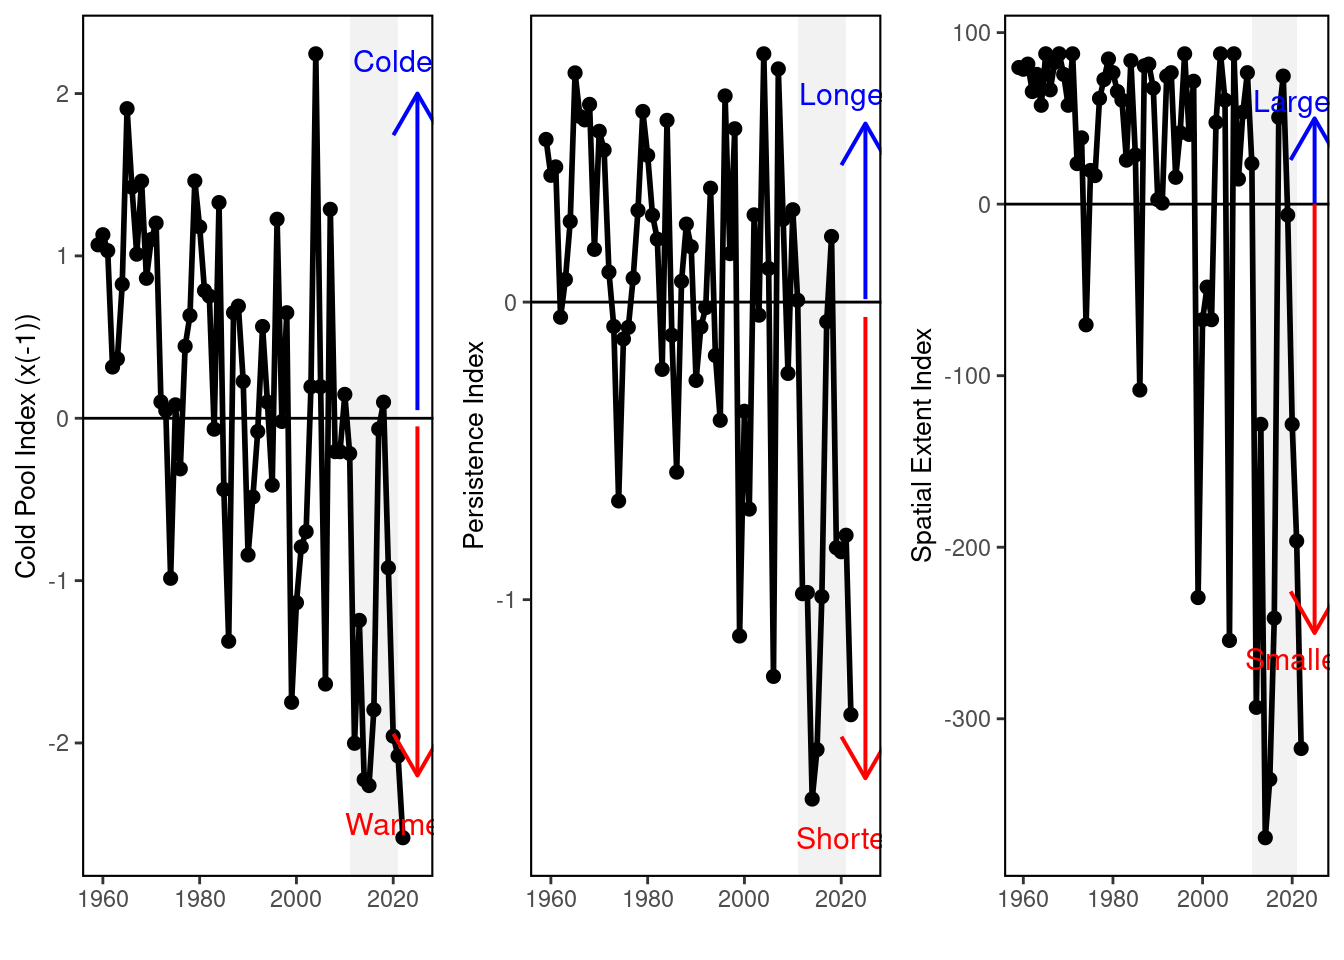 Cold Pool Index (x(-1))
2
1
0
-1
-2
Colde
Warme
1960 1980 2000 2020
Persistence Index
0
-1
Longe
Shorte
1960 1980 2000 2020
Spatial Extent Index
100
0
-100
-200
-300
Large
Smalle
1960 1980 2000 2020